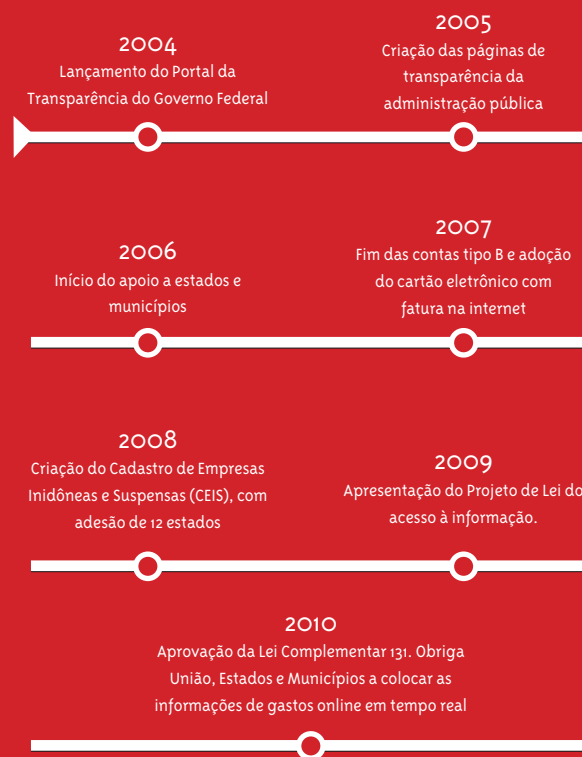 2004
Lançamento do Portal da
Transparência do Governo Federal
2005
Criação das páginas de
transparência da
administração pública
2006
Início do apoio a estados e
municípios
2007
Fim das contas tipo B e adoção
do cartão eletrônico com
fatura na internet
2008
Criação do Cadastro de Empresas
Inidôneas e Suspensas (CEIS), com
adesão de 12 estados
2009
Apresentação do Projeto de Lei do
acesso à informação.
2010
Aprovação da Lei Complementar 131. Obriga
União, Estados e Municípios a colocar as
informações de gastos online em tempo real